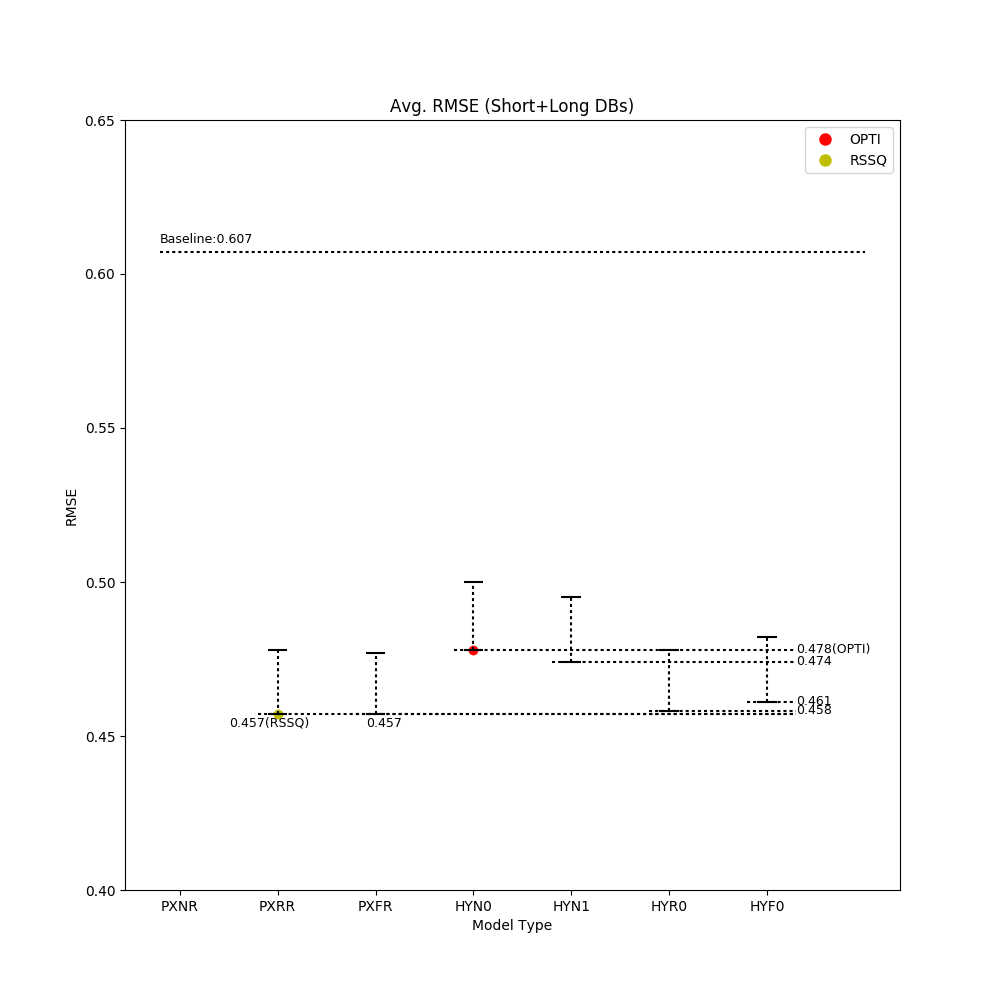 Avg. RMSE (Short+Long DBs)
0.65
OPTI
RSSQ
Baseline:0.607
0.60
0.55
RMSE
0.50
0.478(OPTI)
0.474
0.461
0.458
0.457(RSSQ)
0.457
0.45
0.40
PXNR
PXRR
PXFR
HYN0
HYN1
HYR0
HYF0
Model Type